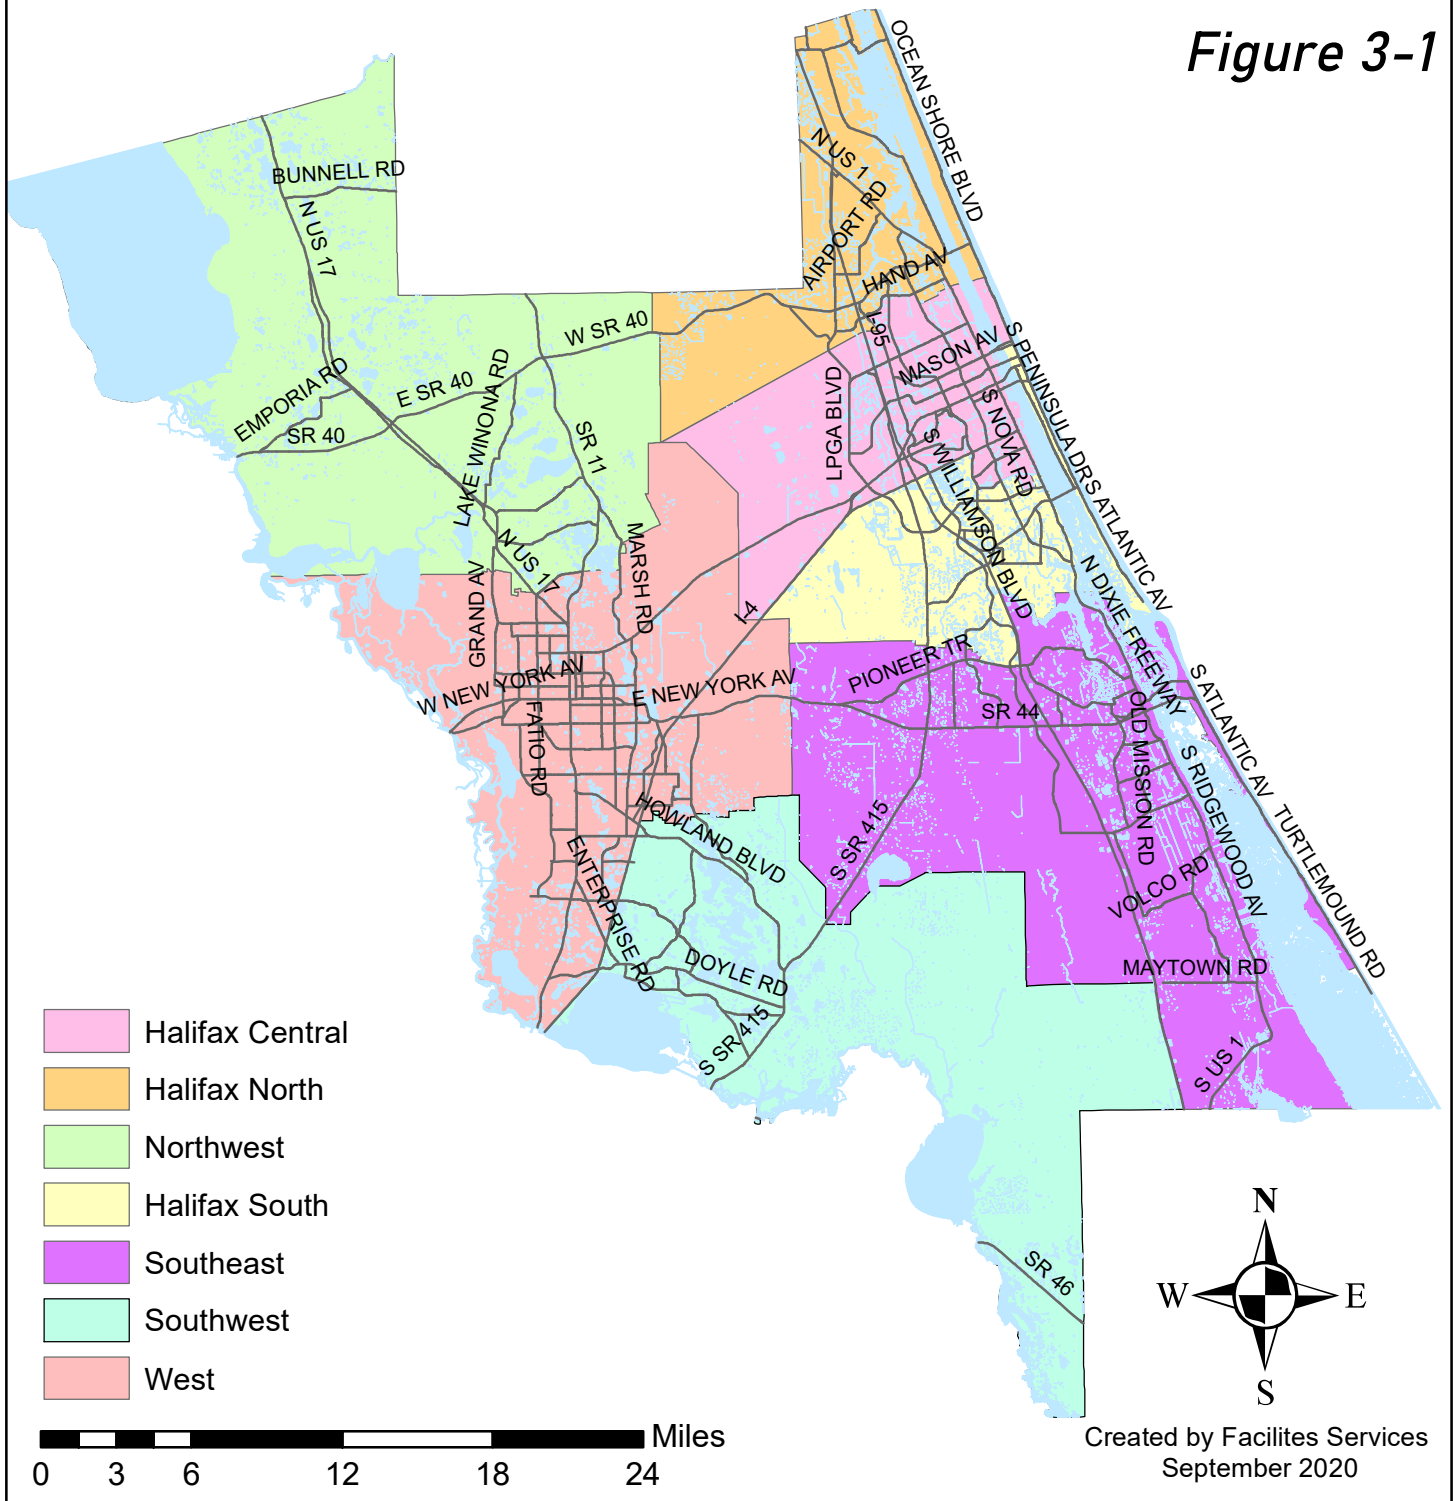 Figure 3-1
OCEAN SHORE BLVD
N US 1
BUNNELL RD
AIRPORT RD
N US 17
HAND AV
W SR 40
I-95
S PENINSULA DR
MASON AV
EMPORIA RD
E SR 40
LAKE WINONA RD
LPGA BLVD
S NOVA RD
SR 40
SR 11
S WILLIAMSON BLVD
S ATLANTIC AV
N US 17
MARSH RD
GRAND AV
I-4
N DIXIE FREEWAY
W NEW YORK AV
E NEW YORK AV
PIONEER TR
SR 44
S ATLANTIC AV
FATIO RD
OLD MISSION RD
S RIDGEWOOD AV
HOWLAND BLVD
S SR 415
TURTLEMOUND RD
ENTERPRISE RD
VOLCO RD
DOYLE RD
MAYTOWN RD
S SR 415
S US 1
SR 46
Halifax Central
Halifax North
Northwest
Halifax South
Southeast
Southwest
West
N
W
E
S
Miles
0 3 6 12 18 24
Created by Facilites Services
September 2020